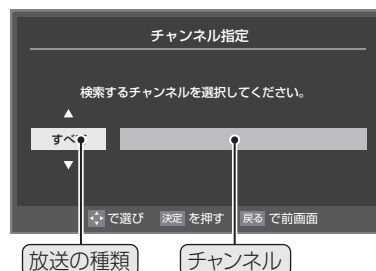 チャンネル指定
検索するチャンネルを選択してください。
▲
すべて
▼
で選び 決定 を押す 戻る で前画面
放送の種類 チャンネル